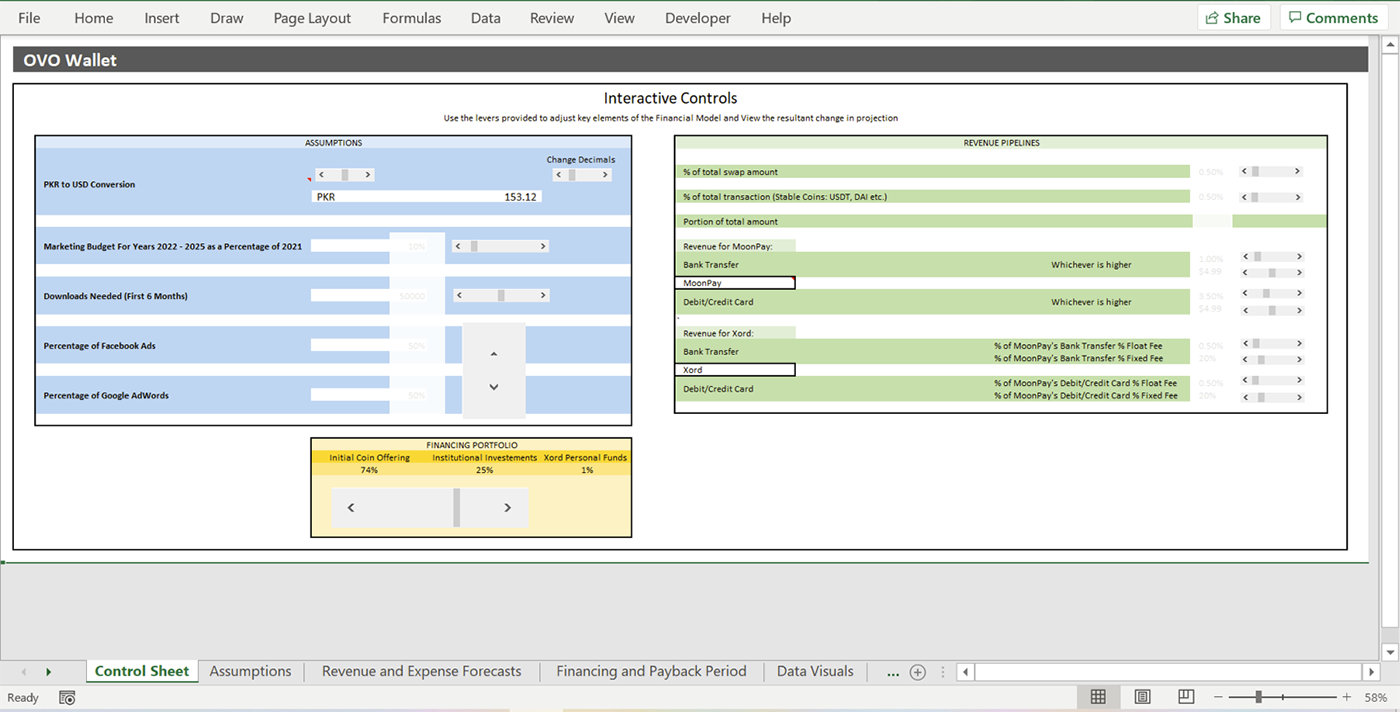 File Home Insert Draw Page Layout Formulas Data Review View Developer Help Share Comments
OVO Wallet
Interactive Controls
Use the levers provided to adjust key elements of the Financial Model and View the resultant change in projection
ASSUMPTIONS
Change Decimals
PKR to USD Conversion
PKR 153.12
Marketing Budget For Years 2022 - 2025 as a Percentage of 2021 10%
Downloads Needed (First 6 Months) 50000
Percentage of Facebook Ads 50%
Percentage of Google AdWords 50%
FINANCING PORTFOLIO
Initial Coin Offering Institutional Investements Xord Personal Funds
74% 25% 1%
REVENUE PIPELINES
% of total swap amount 0.50%
% of total transaction (Stable Coins: USDT, DAI etc.) 0.50%
Portion of total amount
Revenue for MoonPay:
Bank Transfer Whichever is higher 1.00%
$4.99
MoonPay
Debit/Credit Card Whichever is higher 3.50%
$4.99
Revenue for Xord:
% of MoonPay's Bank Transfer % Float Fee 0.50%
Bank Transfer
% of MoonPay's Bank Transfer % Fixed Fee 20%
Xord
% of MoonPay's Debit/Credit Card % Float Fee 0.50%
Debit/Credit Card
% of MoonPay's Debit/Credit Card % Fixed Fee 20%
Control Sheet Assumptions Revenue and Expense Forecasts Financing and Payback Period Data Visuals ...
Ready 58%